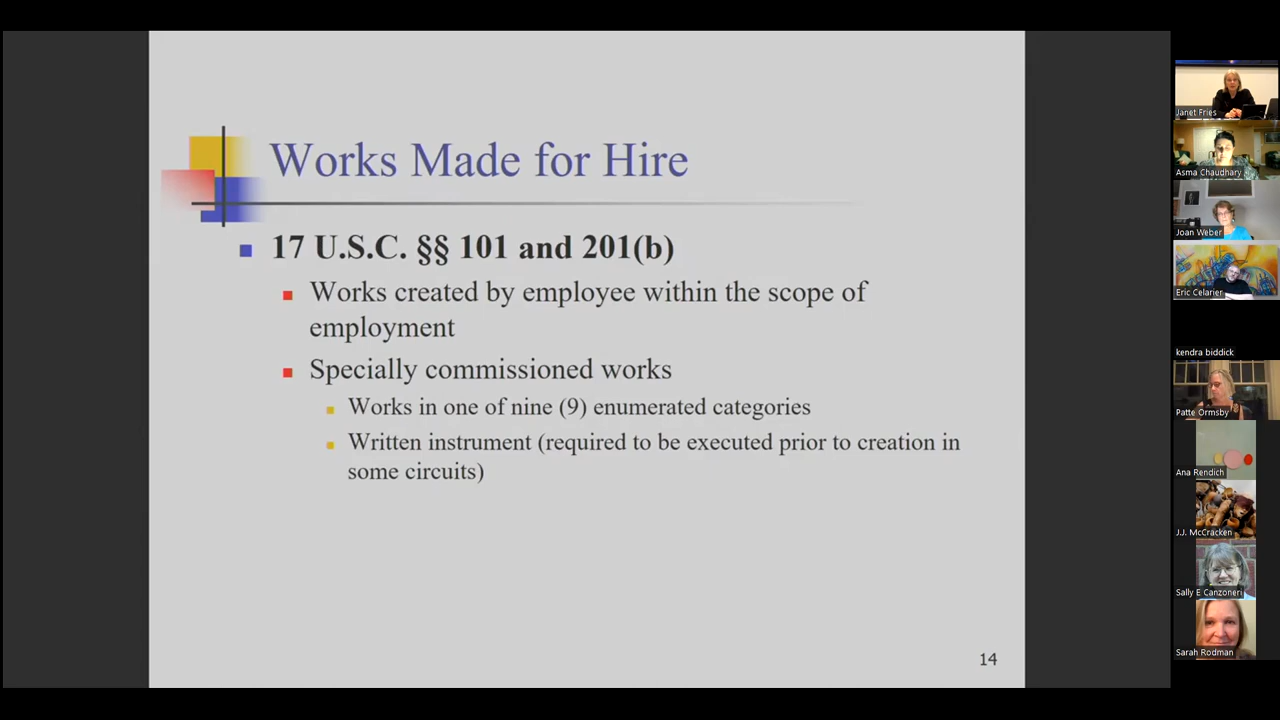 Works Made for Hire
17 U.S.C. §§ 101 and 201(b)
Works created by employee within the scope of
employment
Specially commissioned works
Works in one of nine (9) enumerated categories
Written instrument (required to be executed prior to creation in
some circuits)
14
Janet Fries
Asma Chaudhary
Joan Weber
Eric Celarier
kendra biddick
Patte Ormsby
Ana Rendich
J.J. McCracken
Sally E Canzoneri
Sarah Rodman